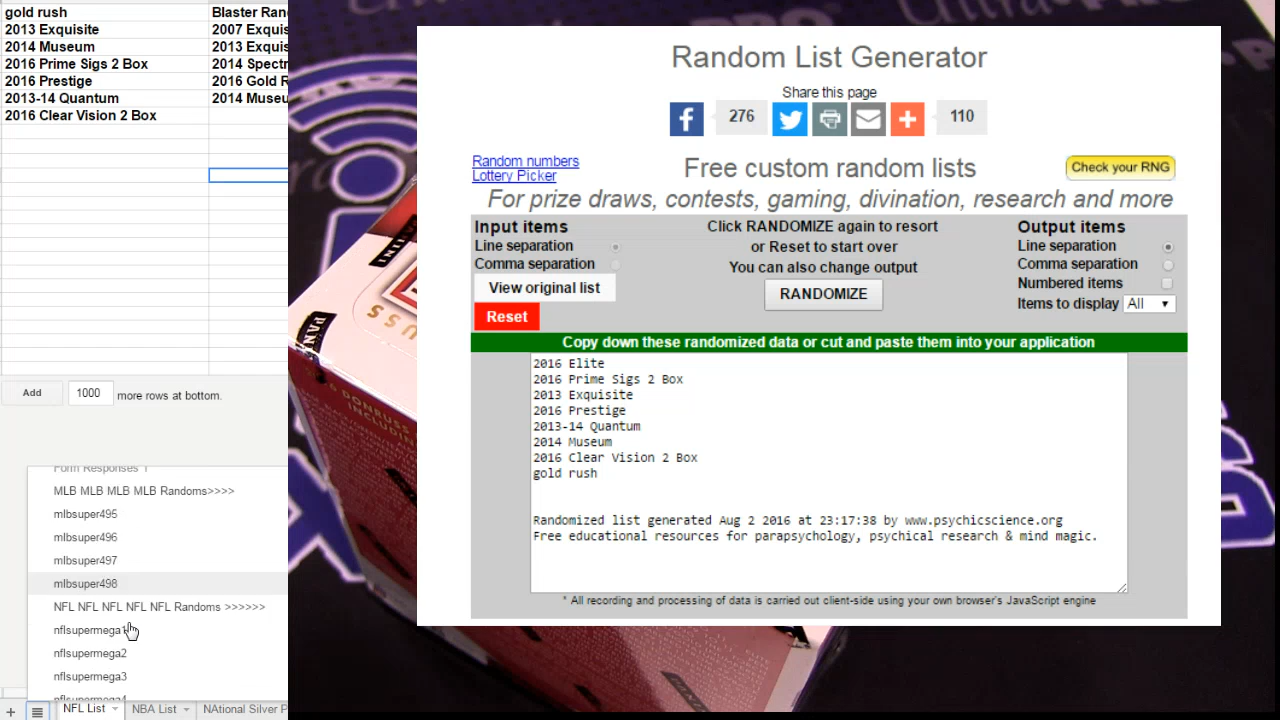 gold rush
Blaster Ran
2013 Exquisite
2007 Exquis
2014 Museum
2013 Exquis
2016 Prime Sigs 2 Box
2014 Spectr
2016 Prestige
2016 Gold R
2013-14 Quantum
2014 Museu
2016 Clear Vision 2 Box
Add 1000 more rows at bottom.
Form Responses 1
MLB MLB MLB MLB Randoms>>>>
mlbsuper495
mlbsuper496
mlbsuper497
mlbsuper498
NFL NFL NFL NFL NFL Randoms >>>>>>
nflsupermega1
nflsupermega2
nflsupermega3
nflsupermega4
NFL List
NBA List
NAtional Silver P
Random List Generator
Share this page
276
110
Random numbers
Lottery Picker
Free custom random lists
Check your RNG
For prize draws, contests, gaming, divination, research and more
Input items
Line separation
Comma separation
View original list
Reset
Click RANDOMIZE again to resort
or Reset to start over
You can also change output
RANDOMIZE
Output items
Line separation
Comma separation
Numbered items
Items to display All
Copy down these randomized data or cut and paste them into your application
2016 Elite
2016 Prime Sigs 2 Box
2013 Exquisite
2016 Prestige
2013-14 Quantum
2014 Museum
2016 Clear Vision 2 Box
gold rush
Randomized list generated Aug 2 2016 at 23:17:38 by www.psychicscience.org
Free educational resources for parapsychology, psychical research & mind magic.
* All recording and processing of data is carried out client-side using your own browser's JavaScript engine